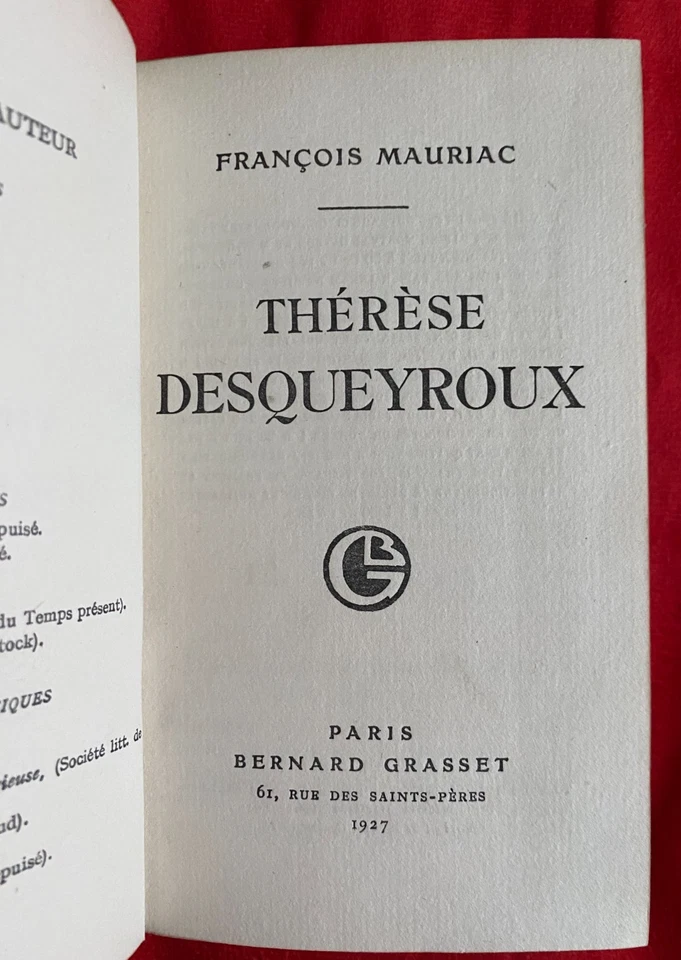 AUTEUR
S
puisé.
é.
du Temps présent).
tock).
IQUES
ieuse, (Société litt. de
ud).
puisé).
FRANÇOIS MAURIAC
THÉRÈSE
DESQUEYROUX
BG
PARIS
BERNARD GRASSET
61, RUE DES SAINTS-PÈRES
1927